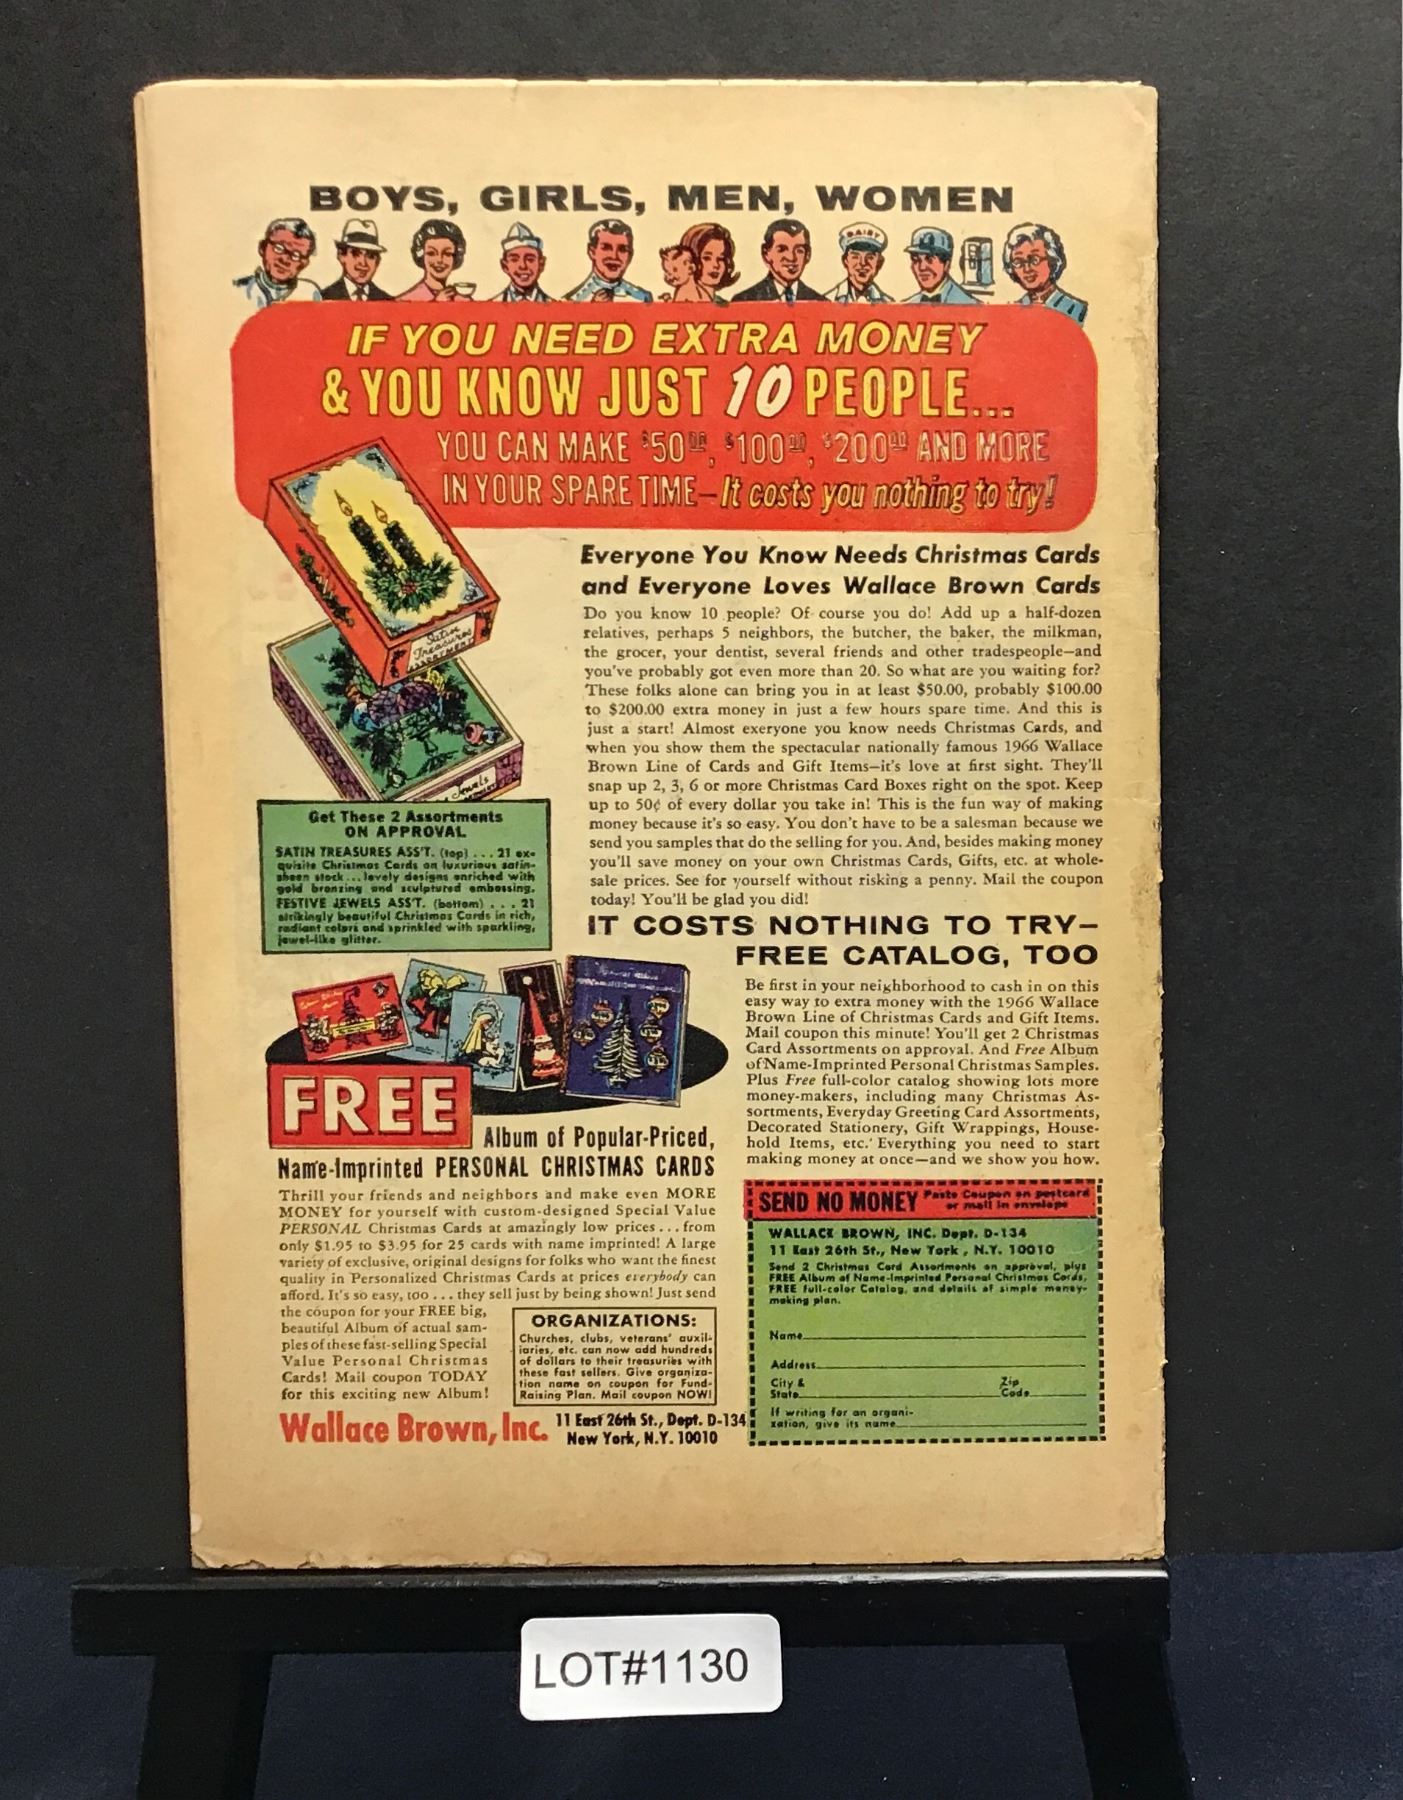 BOYS, GIRLS, MEN, WOMEN
DAIRY
IF YOU NEED EXTRA MONEY
& YOU KNOW JUST 10 PEOPLE...
YOU CAN MAKE $50.00, $100.00, $200.00 AND MORE
IN YOUR SPARE TIME—It costs you nothing to try!
Satin
Treasures
ASSORTMENT
Jewels
Everyone You Know Needs Christmas Cards
and Everyone Loves Wallace Brown Cards
Do you know 10 people? Of course you do! Add up a half-dozen
relatives, perhaps 5 neighbors, the butcher, the baker, the milkman,
the grocer, your dentist, several friends and other tradespeople—and
you've probably got even more than 20. So what are you waiting for?
These folks alone can bring you in at least $50.00, probably $100.00
to $200.00 extra money in just a few hours spare time. And this is
just a start! Almost exeryone you know needs Christmas Cards, and
when you show them the spectacular nationally famous 1966 Wallace
Brown Line of Cards and Gift Items—it's love at first sight. They'll
snap up 2, 3, 6 or more Christmas Card Boxes right on the spot. Keep
up to 50¢ of every dollar you take in! This is the fun way of making
money because it's so easy. You don't have to be a salesman because we
send you samples that do the selling for you. And, besides making money
you'll save money on your own Christmas Cards, Gifts, etc. at whole-
sale prices. See for yourself without risking a penny. Mail the coupon
today! You'll be glad you did!
Get These 2 Assortments
ON APPROVAL
SATIN TREASURES ASS'T. (top) . . . 21 ex-
quisite Christmas Cards on luxurious satin-
sheen stock . . . lovely designs enriched with
gold bronzing and sculptured embossing.
FESTIVE JEWELS ASS'T. (bottom) . . . 21
strikingly beautiful Christmas Cards in rich,
radiant colors and sprinkled with sparkling,
jewel-like glitter.
IT COSTS NOTHING TO TRY—
FREE CATALOG, TOO
Be first in your neighborhood to cash in on this
easy way to extra money with the 1966 Wallace
Brown Line of Christmas Cards and Gift Items.
Mail coupon this minute! You'll get 2 Christmas
Card Assortments on approval. And Free Album
of Name-Imprinted Personal Christmas Samples.
Plus Free full-color catalog showing lots more
money-makers, including many Christmas As-
sortments, Everyday Greeting Card Assortments,
Decorated Stationery, Gift Wrappings, House-
hold Items, etc. Everything you need to start
making money at once—and we show you how.
FREE
Album of Popular-Priced,
Name-Imprinted PERSONAL CHRISTMAS CARDS
Thrill your friends and neighbors and make even MORE
MONEY for yourself with custom-designed Special Value
PERSONAL Christmas Cards at amazingly low prices . . . from
only $1.95 to $3.95 for 25 cards with name imprinted! A large
variety of exclusive, original designs for folks who want the finest
quality in Personalized Christmas Cards at prices everybody can
afford. It's so easy, too . . . they sell just by being shown! Just send
the coupon for your FREE big,
beautiful Album of actual sam-
ples of these fast-selling Special
Value Personal Christmas
Cards! Mail coupon TODAY
for this exciting new Album!
ORGANIZATIONS:
Churches, clubs, veterans' auxil-
iaries, etc. can now add hundreds
of dollars to their treasuries with
these fast sellers. Give organiza-
tion name on coupon for Fund-
Raising Plan. Mail coupon NOW!
Wallace Brown, Inc.
11 East 26th St., Dept. D-134
New York, N.Y. 10010
SEND NO MONEY
Paste Coupon on postcard
or mail in envelope
WALLACE BROWN, INC. Dept. D-134
11 East 26th St., New York , N.Y. 10010
Send 2 Christmas Card Assortments on approval, plus
FREE Album of Name-Imprinted Personal Christmas Cards,
FREE full-color Catalog, and details of simple money-
making plan.
Name
Address
City &
State
Zip
Code
If writing for an organi-
zation, give its name
LOT#1130